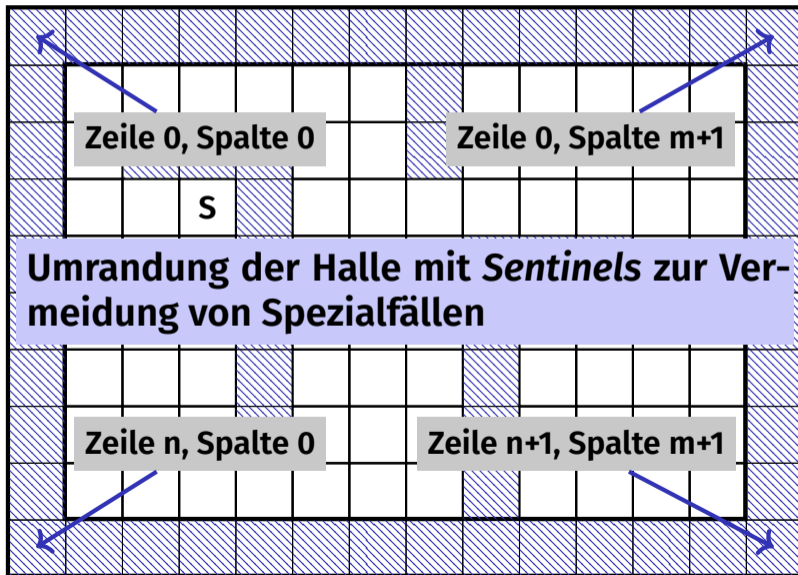 Zeile 0, Spalte 0
Zeile 0, Spalte m+1
S
Umrandung der Halle mit Sentinels zur Ver-
meidung von Spezialfällen
Zeile n, Spalte 0
Zeile n+1, Spalte m+1